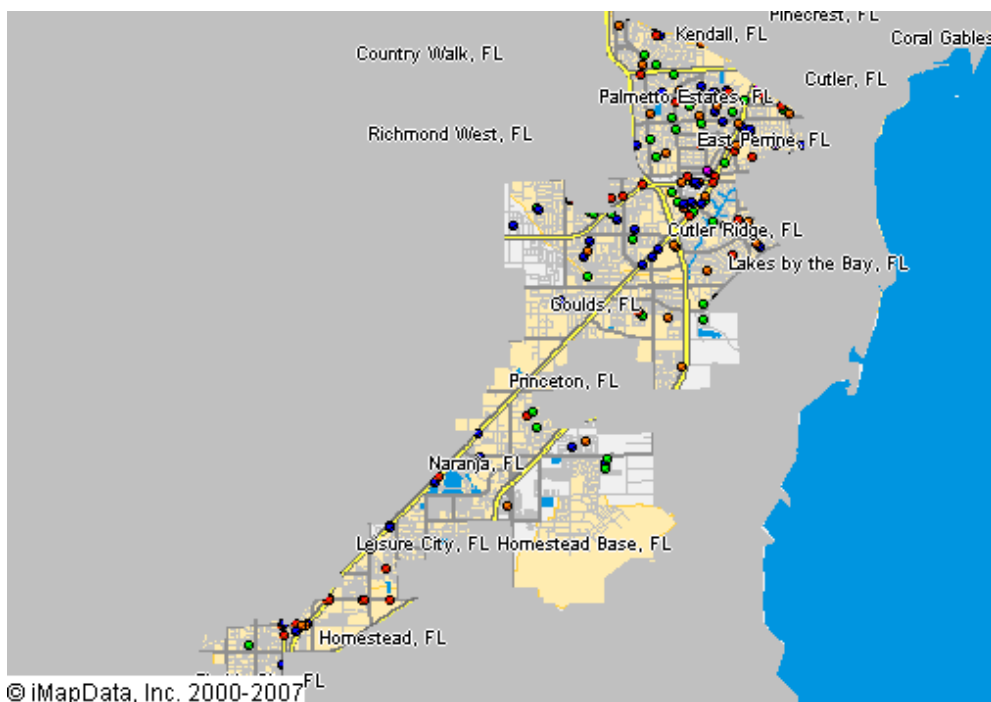 Pinecrest, FL
Kendall, FL
Coral Gables
Country Walk, FL
Cutler, FL
Palmetto Estates, FL
Richmond West, FL
East Perrine, FL
Cutler Ridge, FL
Lakes by the Bay, FL
Goulds, FL
Princeton, FL
Naranja, FL
Leisure City, FL
Homestead Base, FL
Homestead, FL
FL
© iMapData, Inc. 2000-2007